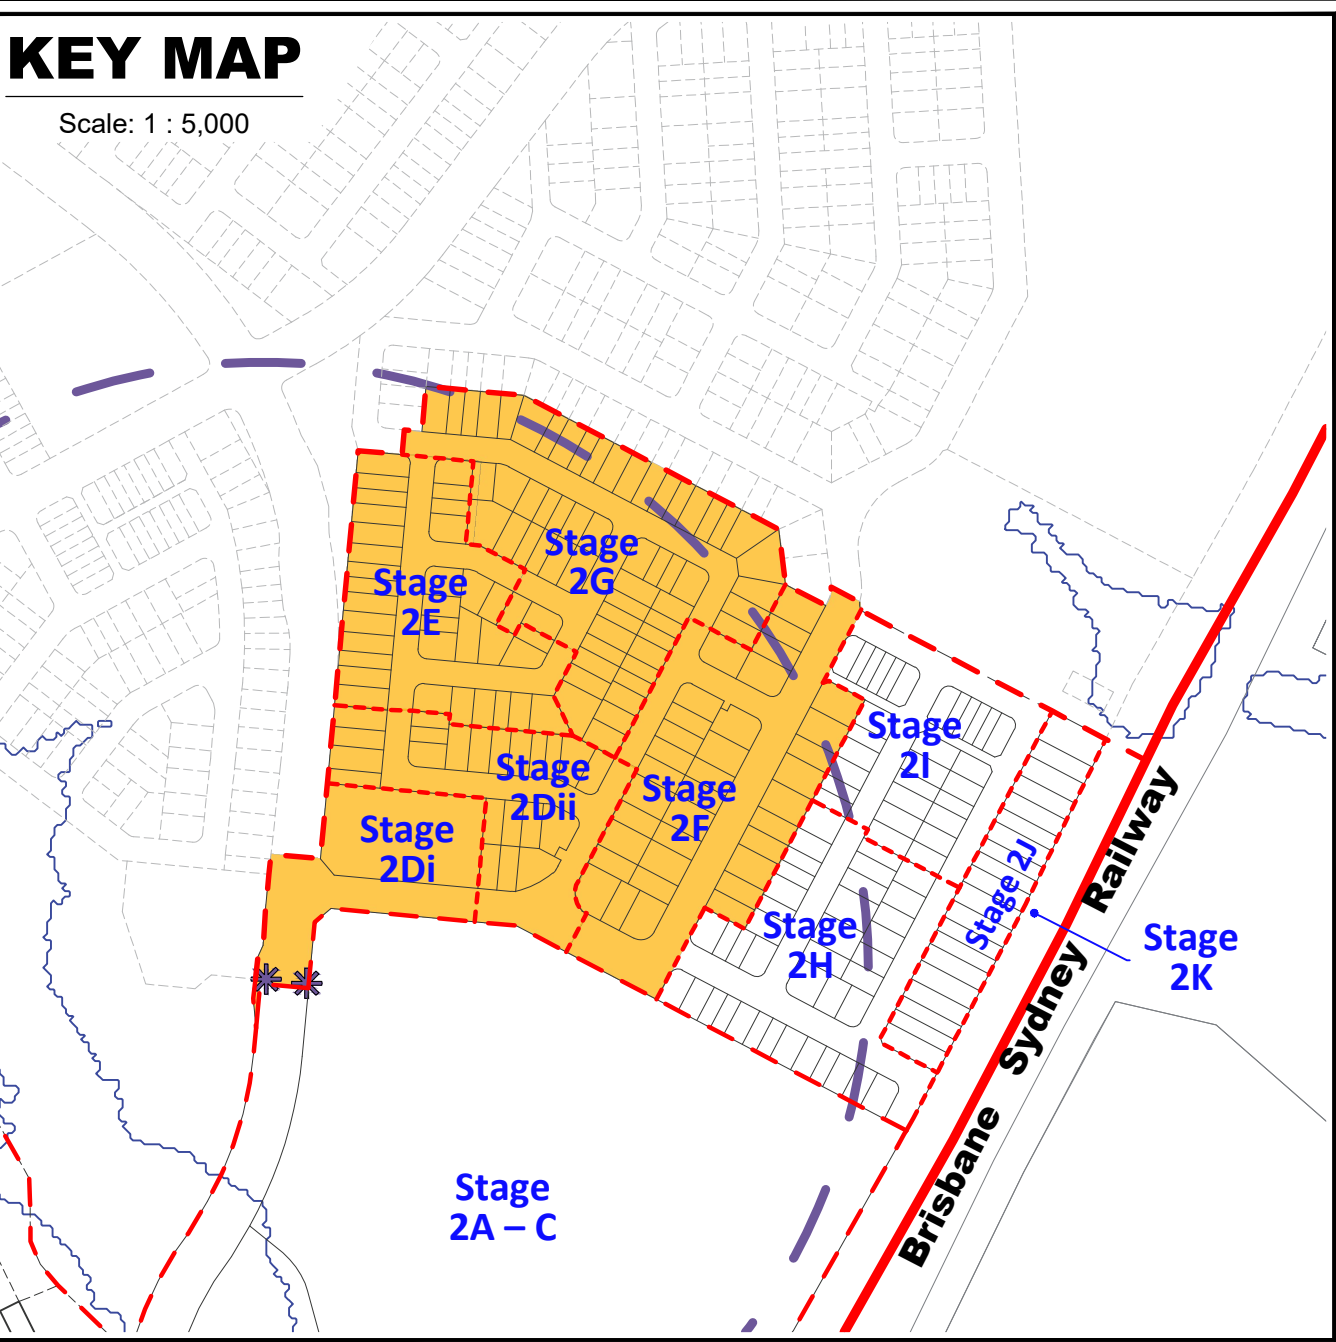 KEY MAP
Scale: 1 : 5,000
Stage
2G
Stage
2E
Stage
2I
Stage
2Dii
Stage
2F
Stage
2Di
Stage 2J
Stage
2H
Stage
2K
Brisbane Sydney Railway
Stage
2A – C